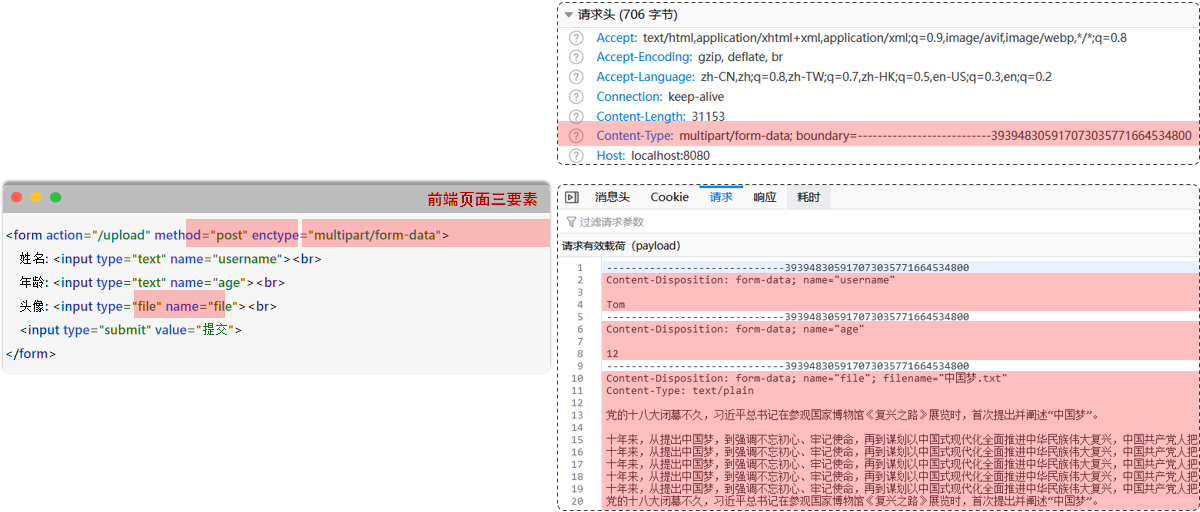 请求头 (706 字节)
Accept: text/html,application/xhtml+xml,application/xml;q=0.9,image/avif,image/webp,*/*;q=0.8
Accept-Encoding: gzip, deflate, br
Accept-Language: zh-CN,zh;q=0.8,zh-TW;q=0.7,zh-HK;q=0.5,en-US;q=0.3,en;q=0.2
Connection: keep-alive
Content-Length: 31153
Content-Type: multipart/form-data; boundary=---------------------------393948305917073035771664534800
Host: localhost:8080
前端页面三要素
<form action="/upload" method="post" enctype="multipart/form-data">
姓名: <input type="text" name="username"><br>
年龄: <input type="text" name="age"><br>
头像: <input type="file" name="file"><br>
<input type="submit" value="提交">
</form>
消息头 Cookie 请求 响应 耗时
过滤请求参数
请求有效载荷 (payload)
1 -----------------------------393948305917073035771664534800
2 Content-Disposition: form-data; name="username"
3
4 Tom
5 -----------------------------393948305917073035771664534800
6 Content-Disposition: form-data; name="age"
7
8 12
9 -----------------------------393948305917073035771664534800
10 Content-Disposition: form-data; name="file"; filename="中国梦.txt"
11 Content-Type: text/plain
12
13 党的十八大闭幕不久，习近平总书记在参观国家博物馆《复兴之路》展览时，首次提出并阐述“中国梦”。
14
15 十年来，从提出中国梦，到强调不忘初心、牢记使命，再到谋划以中国式现代化全面推进中华民族伟大复兴，中国共产党人把
16 十年来，从提出中国梦，到强调不忘初心、牢记使命，再到谋划以中国式现代化全面推进中华民族伟大复兴，中国共产党人把
17 十年来，从提出中国梦，到强调不忘初心、牢记使命，再到谋划以中国式现代化全面推进中华民族伟大复兴，中国共产党人把
18 十年来，从提出中国梦，到强调不忘初心、牢记使命，再到谋划以中国式现代化全面推进中华民族伟大复兴，中国共产党人把
19 十年来，从提出中国梦，到强调不忘初心、牢记使命，再到谋划以中国式现代化全面推进中华民族伟大复兴，中国共产党人把
20 党的十八大闭幕不久，习近平总书记在参观国家博物馆《复兴之路》展览时，首次提出并阐述“中国梦”。